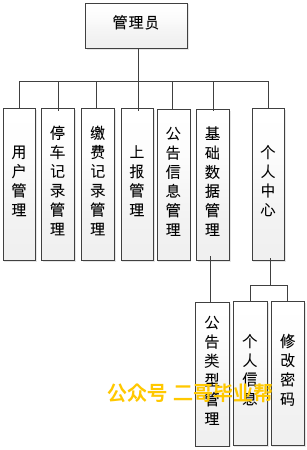 管理员
用户管理
停车记录管理
缴费记录管理
上报管理
公告信息管理
基础数据管理
个人中心
公告类型管理
个人信息
修改密码
公众号 二哥毕业帮